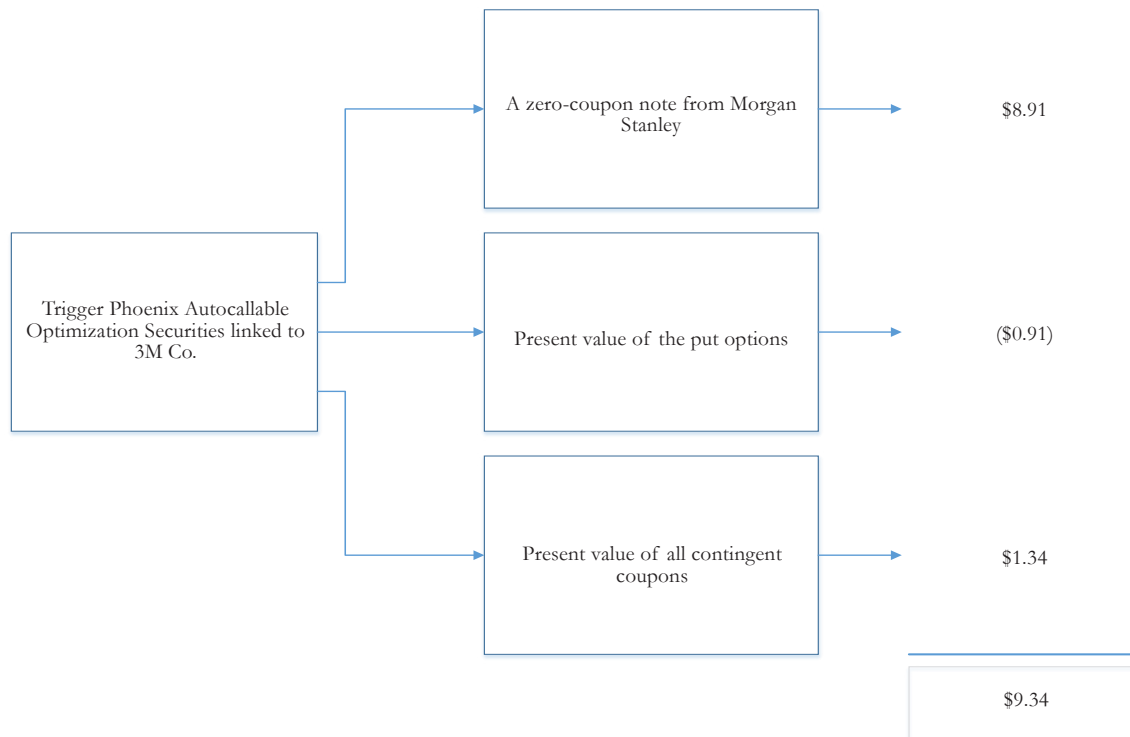 A zero-coupon note from Morgan
Stanley
$8.91
Trigger Phoenix Autocallable
Optimization Securities linked to
3M Co.
Present value of the put options
($0.91)
Present value of all contingent
coupons
$1.34
$9.34